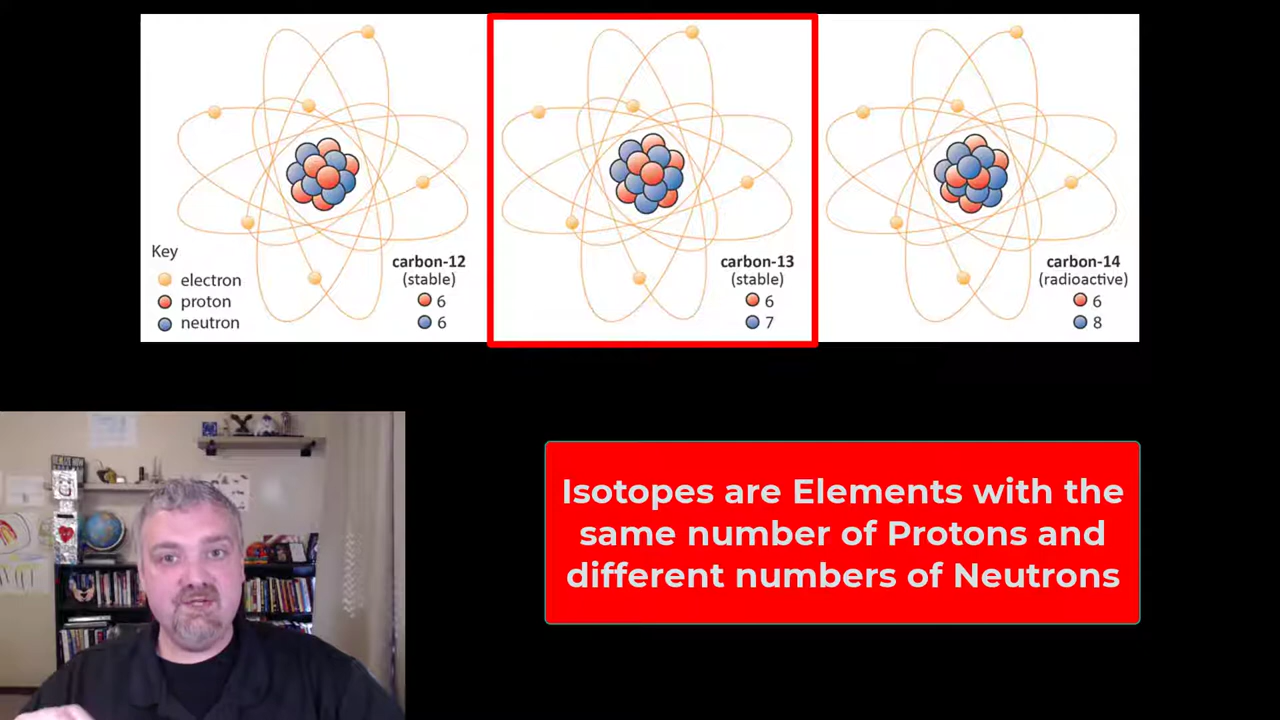 Key
electron
proton
neutron
carbon-12
(stable)
6
6
carbon-13
(stable)
6
7
carbon-14
(radioactive)
6
8
Isotopes are Elements with the
same number of Protons and
different numbers of Neutrons